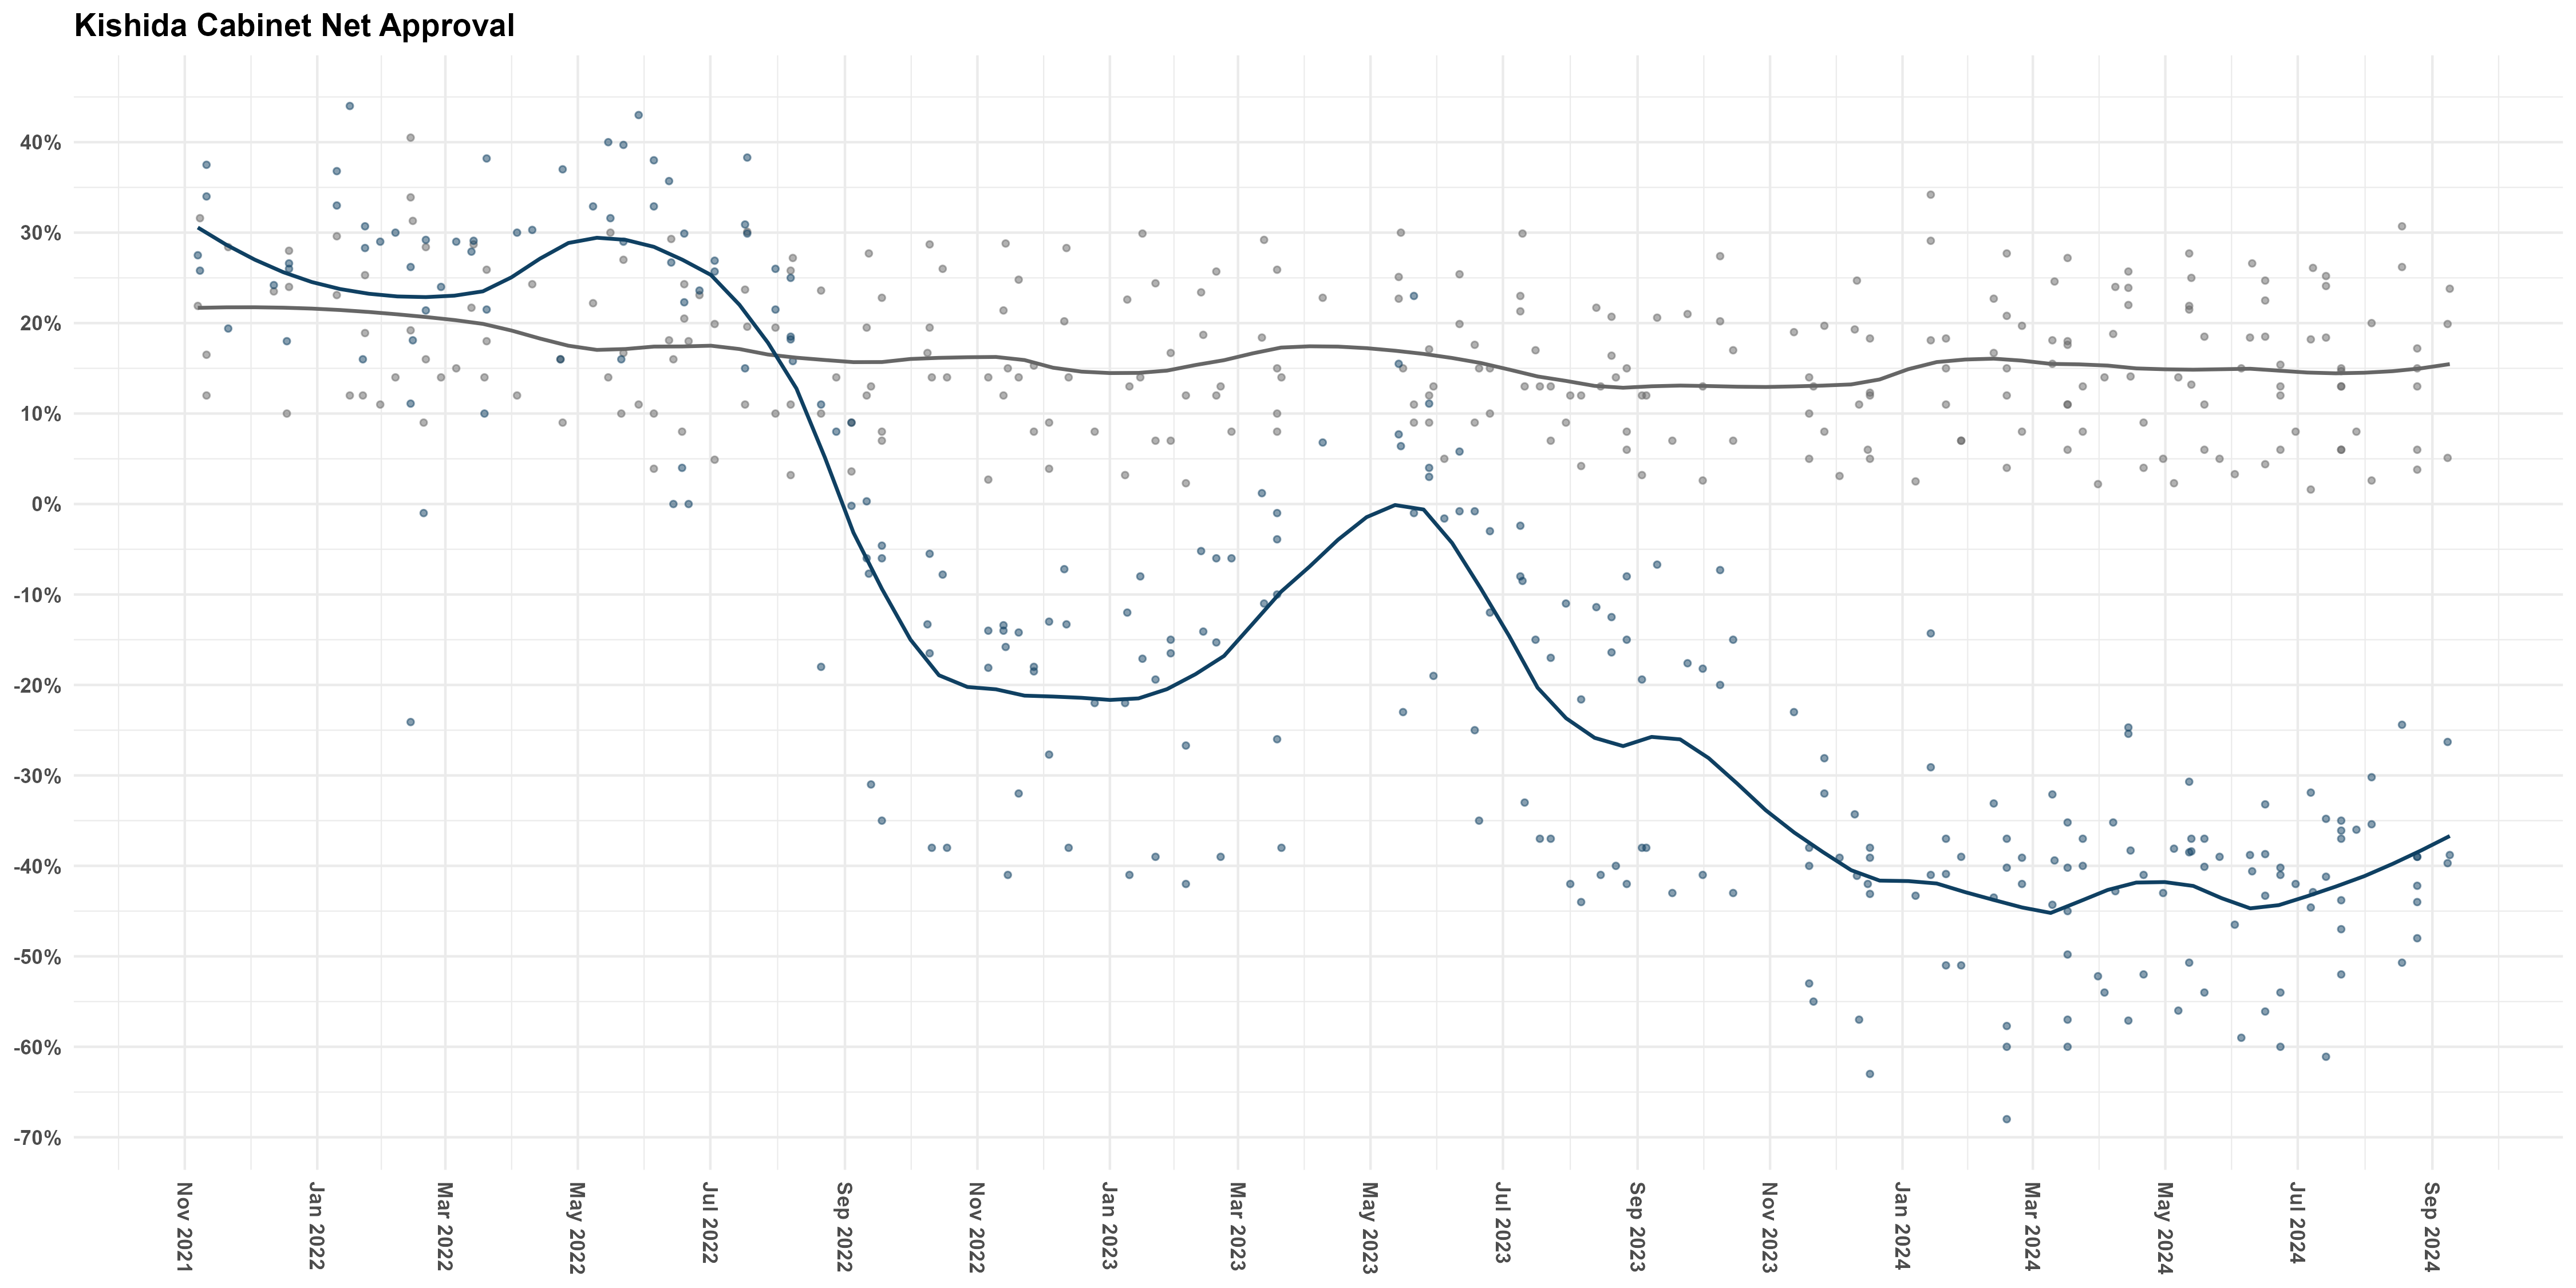 Kishida Cabinet Net Approval
40%
30%
20%
10%
0%
-10%
-20%
-30%
-40%
-50%
-60%
-70%
Nov 2021
Jan 2022
Mar 2022
May 2022
Jul 2022
Sep 2022
Nov 2022
Jan 2023
Mar 2023
May 2023
Jul 2023
Sep 2023
Nov 2023
Jan 2024
Mar 2024
May 2024
Jul 2024
Sep 2024